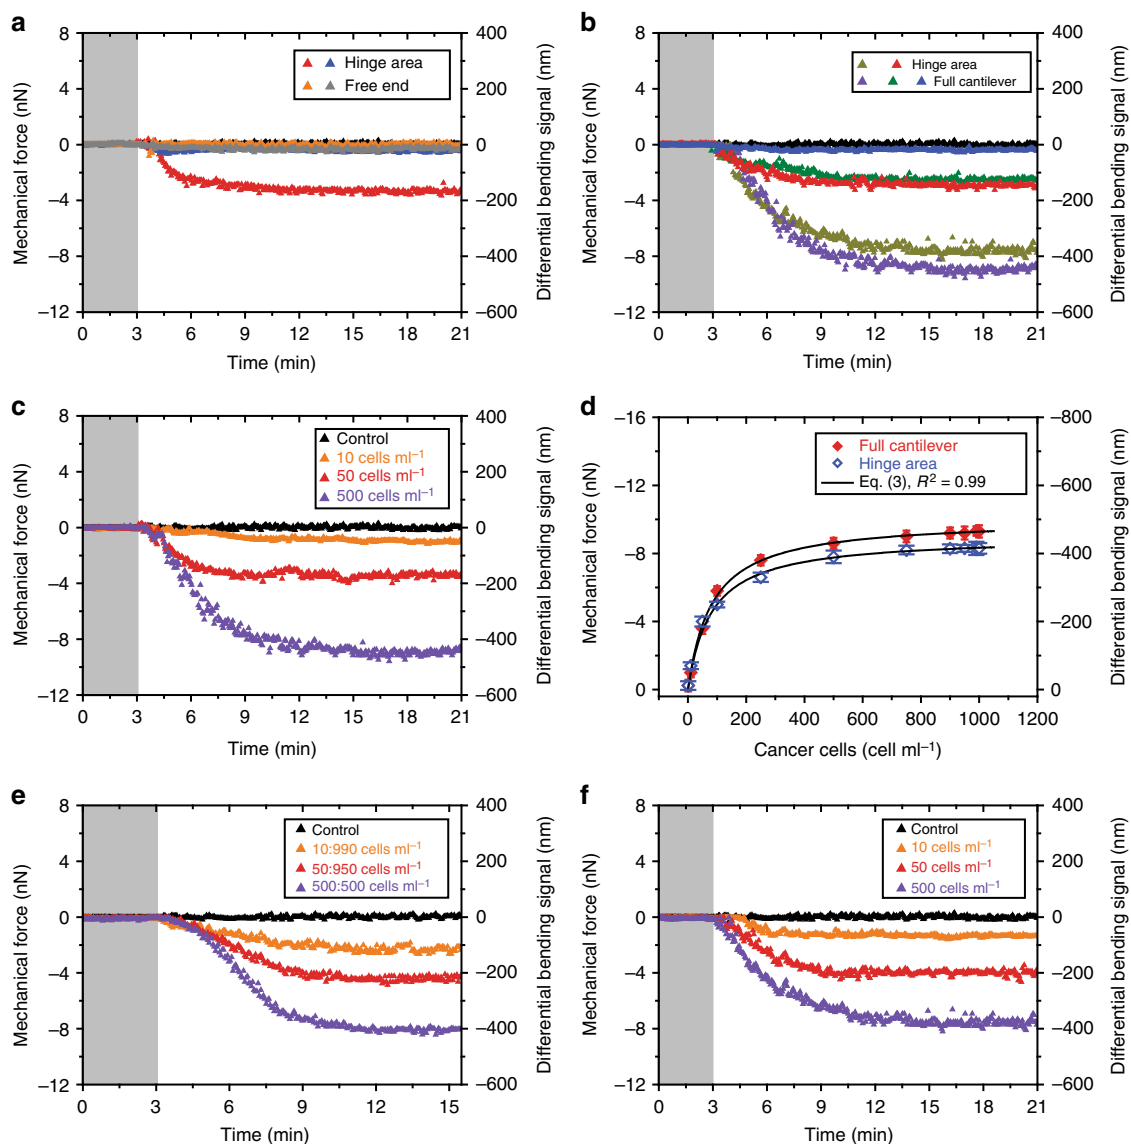 a
8
4
0
−4
−8
−12
400
200
0
−200
−400
−600
Mechanical force (nN)
Differential bending signal (nm)
Hinge area
Free end
0 3 6 9 12 15 18 21
Time (min)
b
8
4
0
−4
−8
−12
400
200
0
−200
−400
−600
Mechanical force (nN)
Differential bending signal (nm)
Hinge area
Full cantilever
0 3 6 9 12 15 18 21
Time (min)
c
8
4
0
−4
−8
−12
400
200
0
−200
−400
−600
Mechanical force (nN)
Differential bending signal (nm)
Control
10 cells ml⁻¹
50 cells ml⁻¹
500 cells ml⁻¹
0 3 6 9 12 15 18 21
Time (min)
d
−16
−12
−8
−4
0
−800
−600
−400
−200
0
Mechanical force (nN)
Differential bending signal (nm)
Full cantilever
Hinge area
Eq. (3), R² = 0.99
0 200 400 600 800 1000 1200
Cancer cells (cell ml⁻¹)
e
8
4
0
−4
−8
−12
400
200
0
−200
−400
−600
Mechanical force (nN)
Differential bending signal (nm)
Control
10:990 cells ml⁻¹
50:950 cells ml⁻¹
500:500 cells ml⁻¹
0 3 6 9 12 15
Time (min)
f
8
4
0
−4
−8
−12
400
200
0
−200
−400
−600
Mechanical force (nN)
Differential bending signal (nm)
Control
10 cells ml⁻¹
50 cells ml⁻¹
500 cells ml⁻¹
0 3 6 9 12 15 18 21
Time (min)